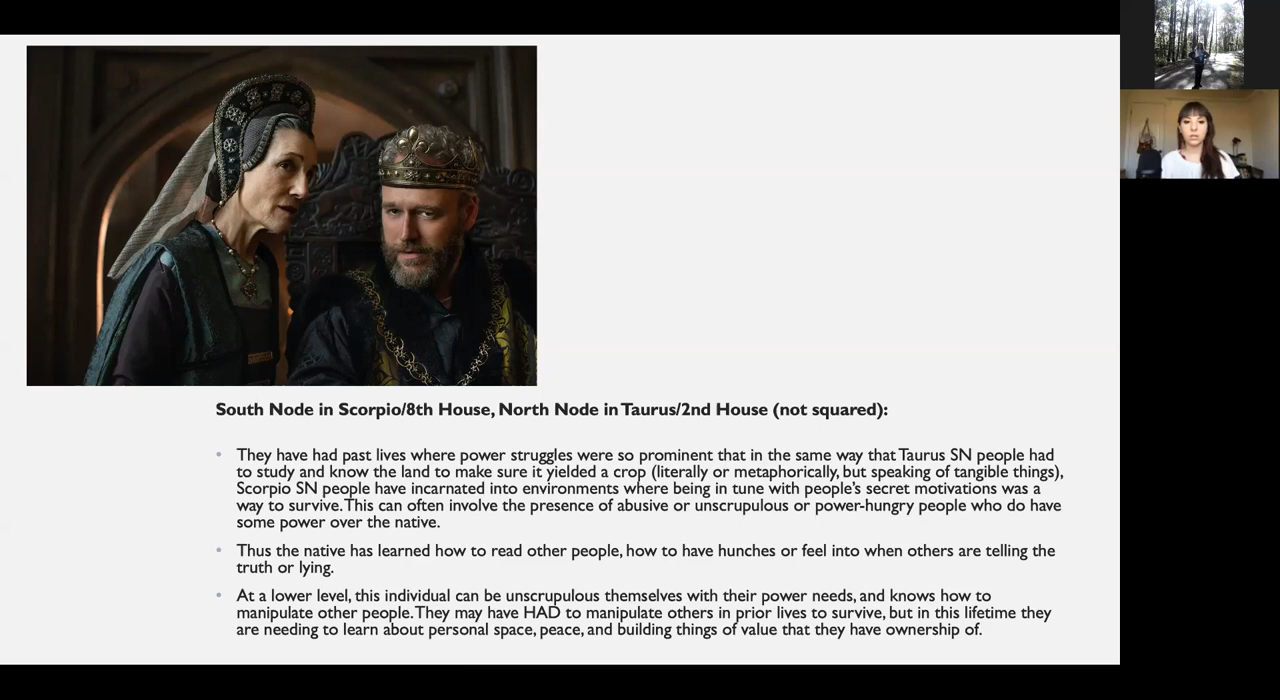 South Node in Scorpio/8th House, North Node in Taurus/2nd House (not squared):
They have had past lives where power struggles were so prominent that in the same way that Taurus SN people had
to study and know the land to make sure it yielded a crop (literally or metaphorically, but speaking of tangible things),
Scorpio SN people have incarnated into environments where being in tune with people's secret motivations was a
way to survive. This can often involve the presence of abusive or unscrupulous or power-hungry people who do have
some power over the native.
Thus the native has learned how to read other people, how to have hunches or feel into when others are telling the
truth or lying.
At a lower level, this individual can be unscrupulous themselves with their power needs, and knows how to
manipulate other people. They may have HAD to manipulate others in prior lives to survive, but in this lifetime they
are needing to learn about personal space, peace, and building things of value that they have ownership of.